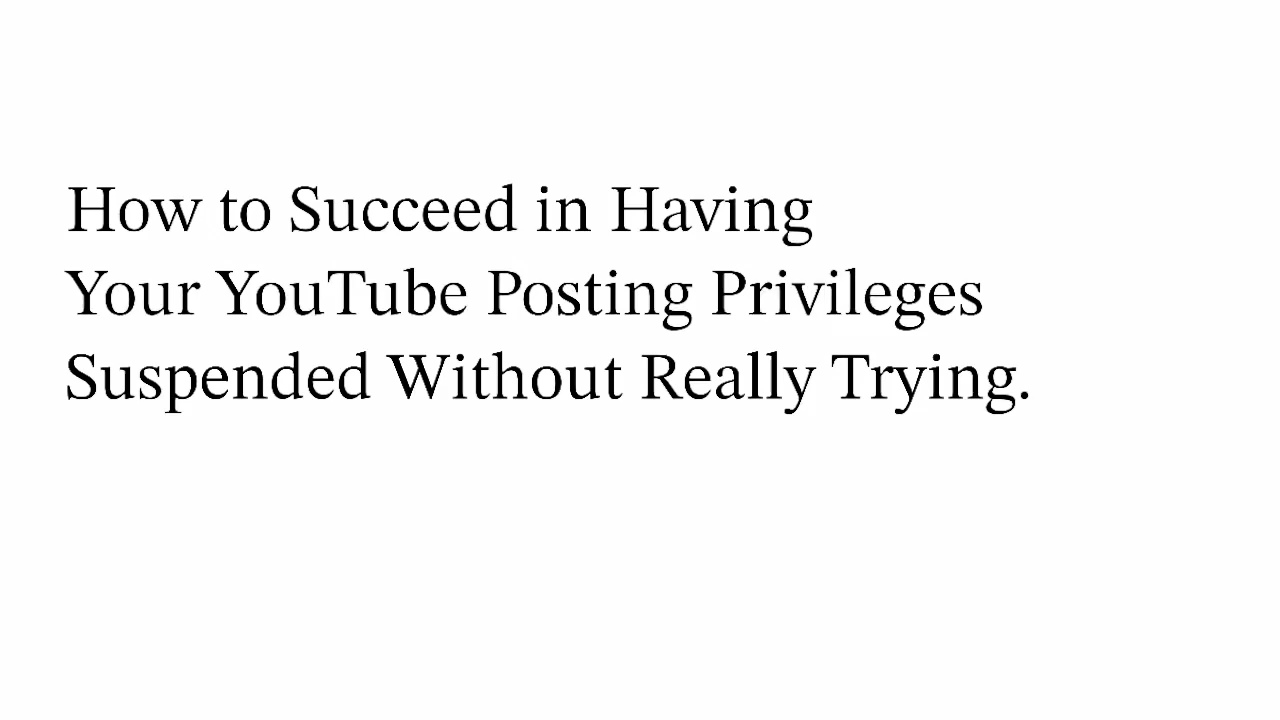 How to Succeed in Having
Your YouTube Posting Privileges
Suspended Without Really Trying.